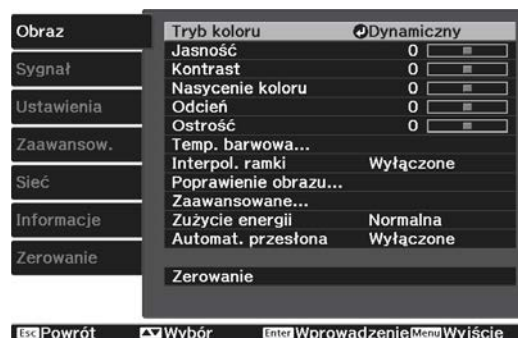 Obraz
Sygnał
Ustawienia
Zaawansow.
Sieć
Informacje
Zerowanie
Tryb koloru Dynamiczny
Jasność 0
Kontrast 0
Nasycenie koloru 0
Odcień 0
Ostrość 0
Temp. barwowa...
Interpol. ramki Wyłączone
Poprawienie obrazu...
Zaawansowane...
Zużycie energii Normalna
Automat. przesłona Wyłączone
Zerowanie
Esc Powrót Wybór Enter Wprowadzenie Menu Wyjście